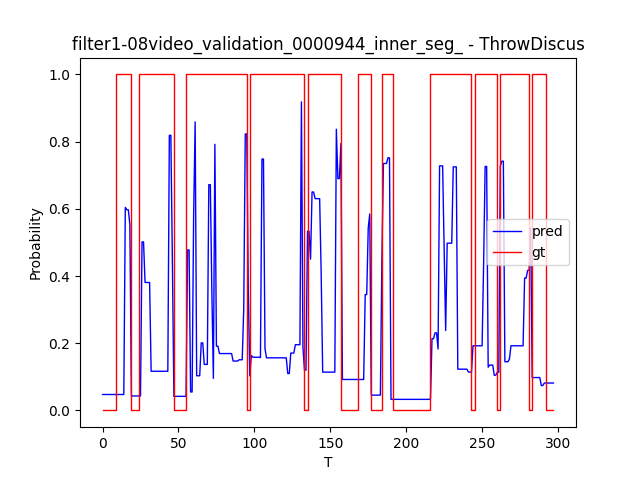 filter1-08video_validation_0000944_inner_seg_ - ThrowDiscus
1.0
0.8
0.6
0.4
0.2
0.0
Probability
pred
gt
0 50 100 150 200 250 300
T